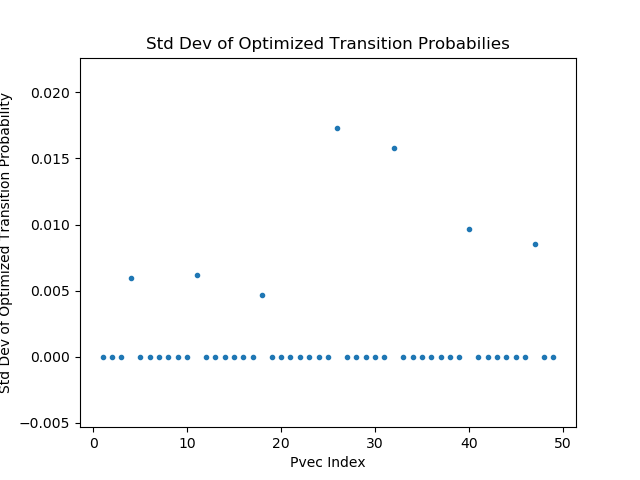 Std Dev of Optimized Transition Probabilies
Std Dev of Optimized Transition Probability
0.020
0.015
0.010
0.005
0.000
−0.005
0 10 20 30 40 50
Pvec Index